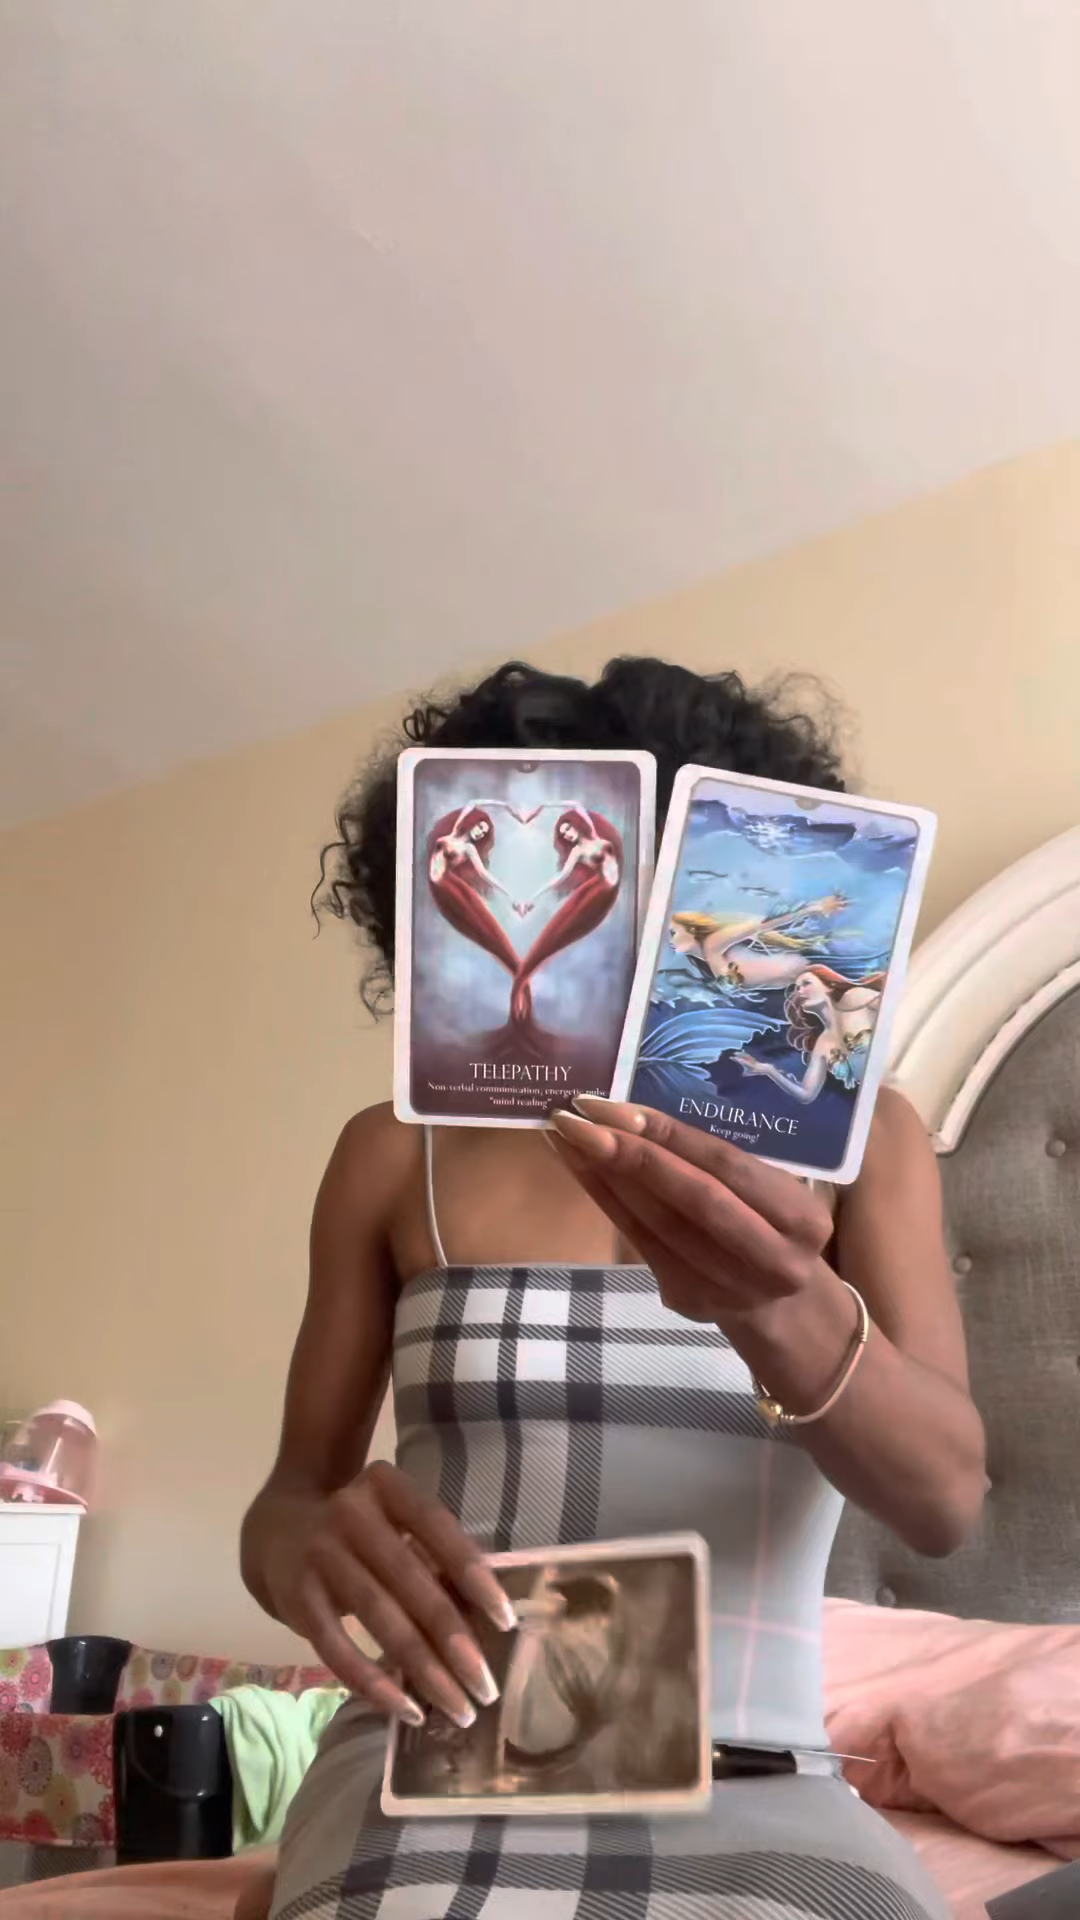 TELEPATHY
Non-verbal communication, energetic pulse
"mind reading"
ENDURANCE
Keep going!